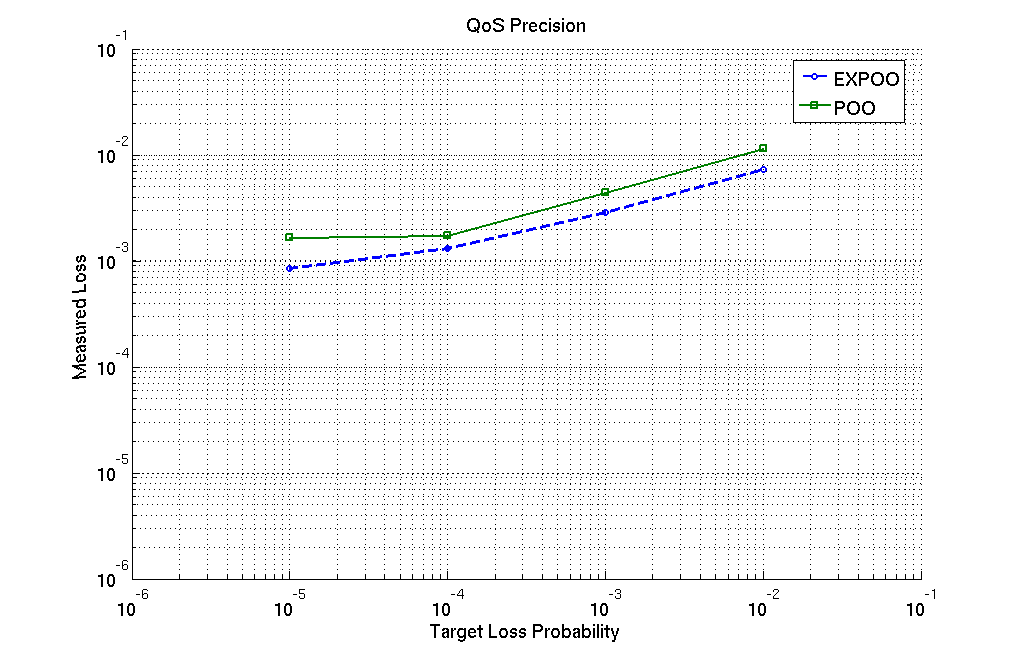 QoS Precision
10^-1
10^-2
10^-3
10^-4
10^-5
10^-6
Measured Loss
EXPOO
POO
10^-6 10^-5 10^-4 10^-3 10^-2 10^-1
Target Loss Probability